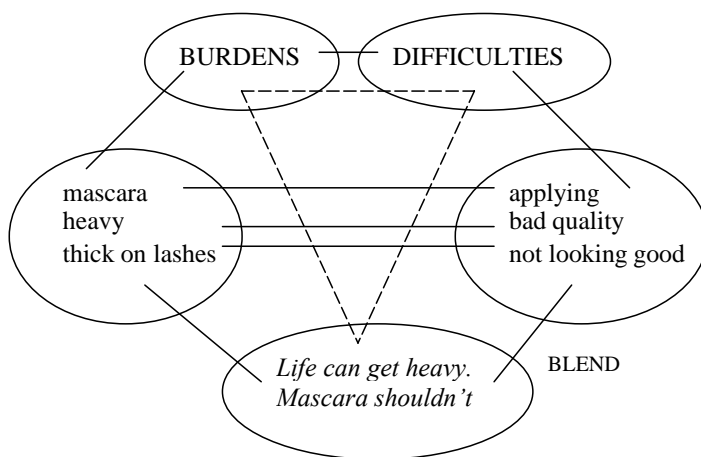 BURDENS DIFFICULTIES
mascara applying
heavy bad quality
thick on lashes not looking good
Life can get heavy.
Mascara shouldn't
BLEND